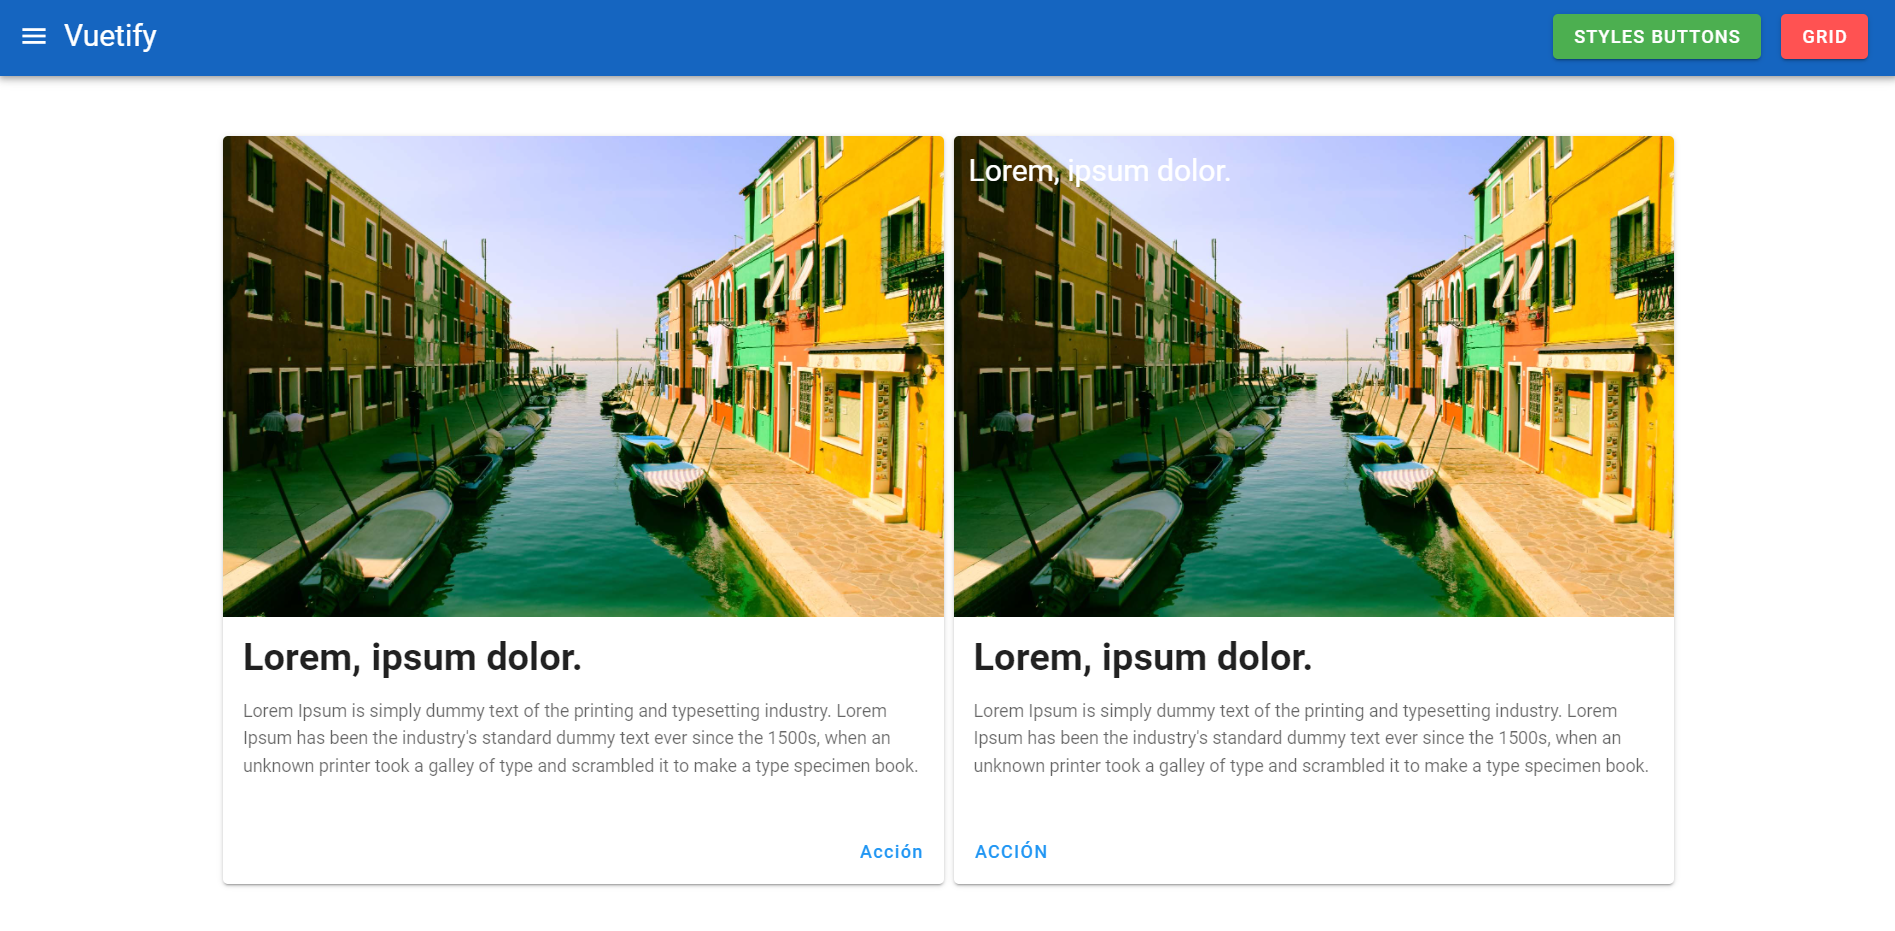 Vuetify
STYLES BUTTONS
GRID
Lorem, ipsum dolor.
Lorem, ipsum dolor.
Lorem Ipsum is simply dummy text of the printing and typesetting industry. Lorem
Ipsum has been the industry's standard dummy text ever since the 1500s, when an
unknown printer took a galley of type and scrambled it to make a type specimen book.
Acción
Lorem, ipsum dolor.
Lorem Ipsum is simply dummy text of the printing and typesetting industry. Lorem
Ipsum has been the industry's standard dummy text ever since the 1500s, when an
unknown printer took a galley of type and scrambled it to make a type specimen book.
ACCIÓN